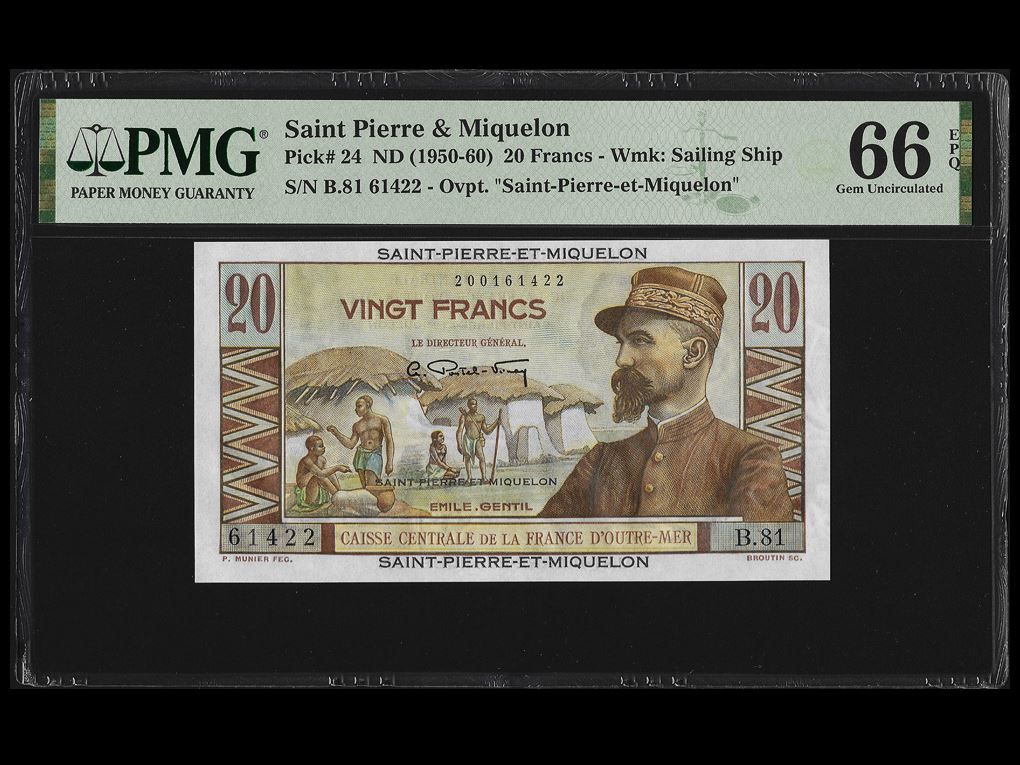 PMG®
PAPER MONEY GUARANTY
Saint Pierre & Miquelon
Pick# 24 ND (1950-60) 20 Francs - Wmk: Sailing Ship
S/N B.81 61422 - Ovpt. "Saint-Pierre-et-Miquelon"
66
Gem Uncirculated
EPQ
SAINT-PIERRE-ET-MIQUELON
20
200161422
20
VINGT FRANCS
LE DIRECTEUR GÉNÉRAL,
SAINT-PIERRE-ET-MIQUELON
EMILE.GENTIL
61422
CAISSE CENTRALE DE LA FRANCE D'OUTRE-MER
B.81
P. MUNIER FEC.
SAINT-PIERRE-ET-MIQUELON
BROUTIN SC.